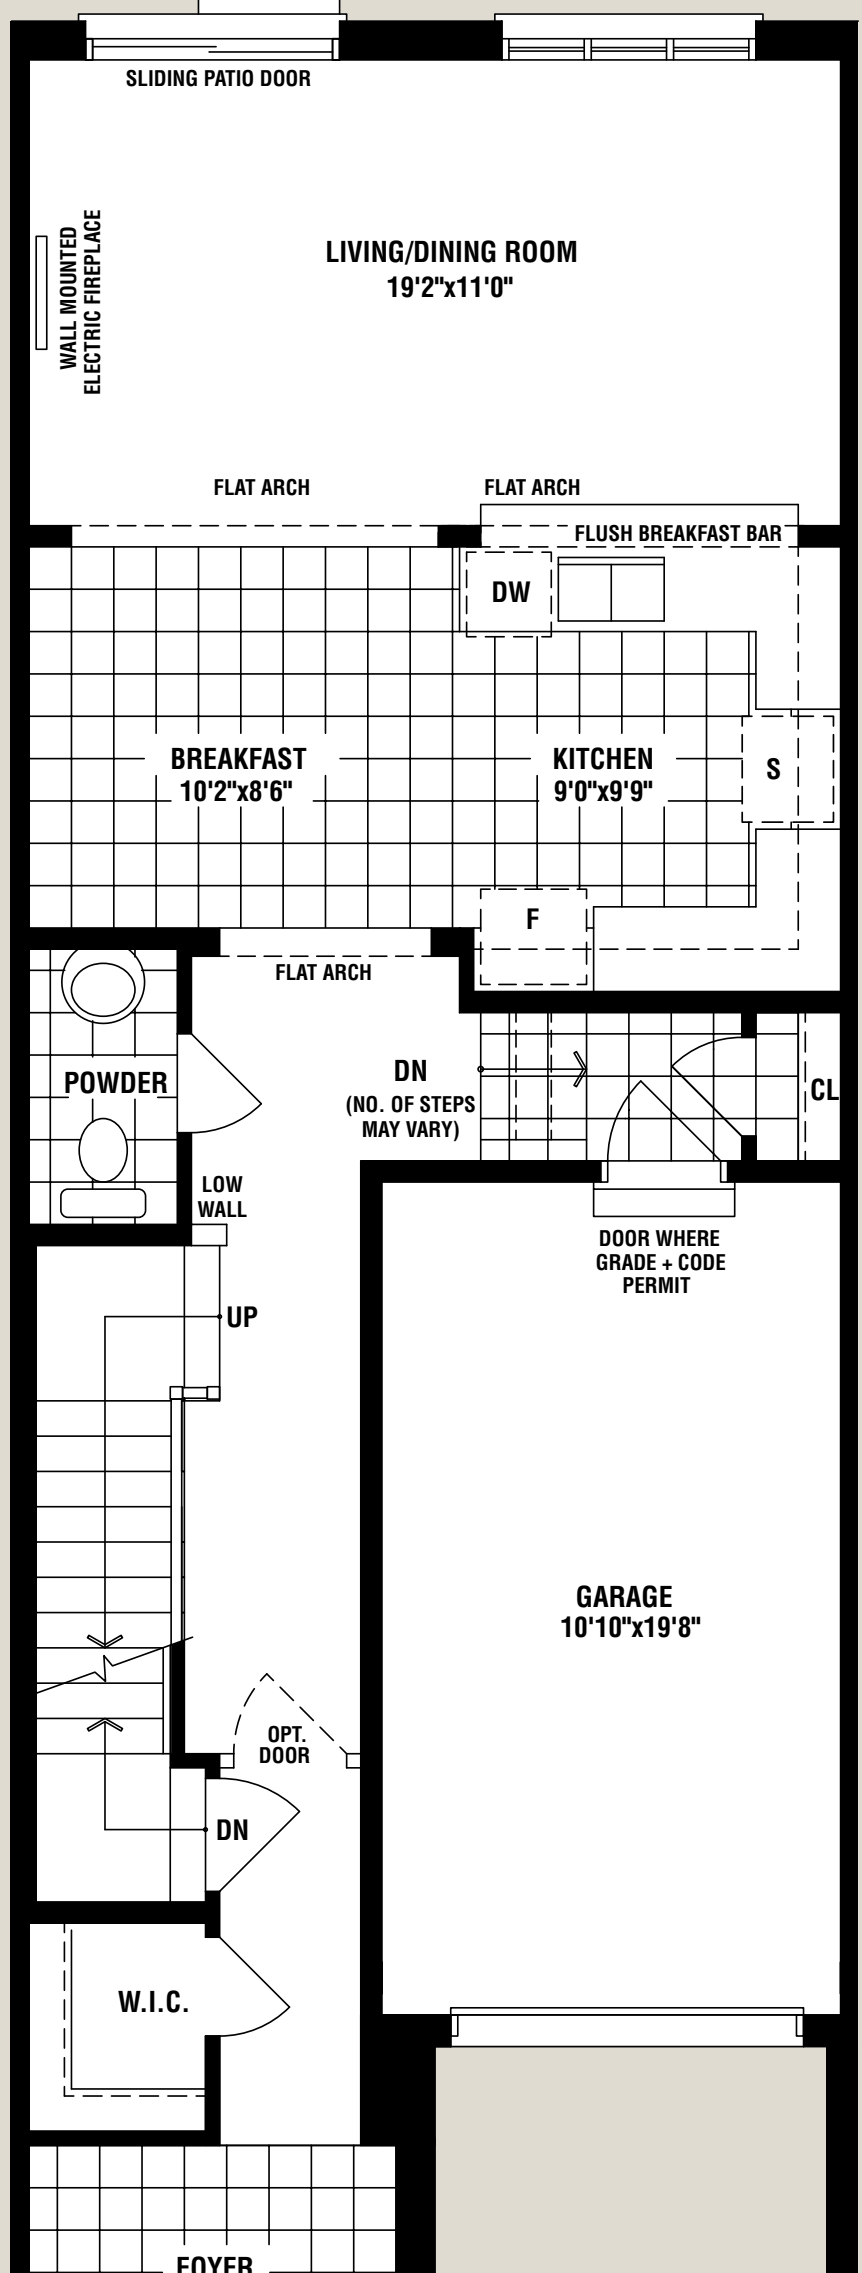 SLIDING PATIO DOOR
WALL MOUNTED
ELECTRIC FIREPLACE
LIVING/DINING ROOM
19'2"x11'0"
FLAT ARCH
FLAT ARCH
FLUSH BREAKFAST BAR
DW
BREAKFAST
10'2"x8'6"
KITCHEN
9'0"x9'9"
S
F
FLAT ARCH
POWDER
DN
(NO. OF STEPS
MAY VARY)
CL
LOW
WALL
DOOR WHERE
GRADE + CODE
PERMIT
UP
GARAGE
10'10"x19'8"
OPT.
DOOR
DN
W.I.C.
FOYER